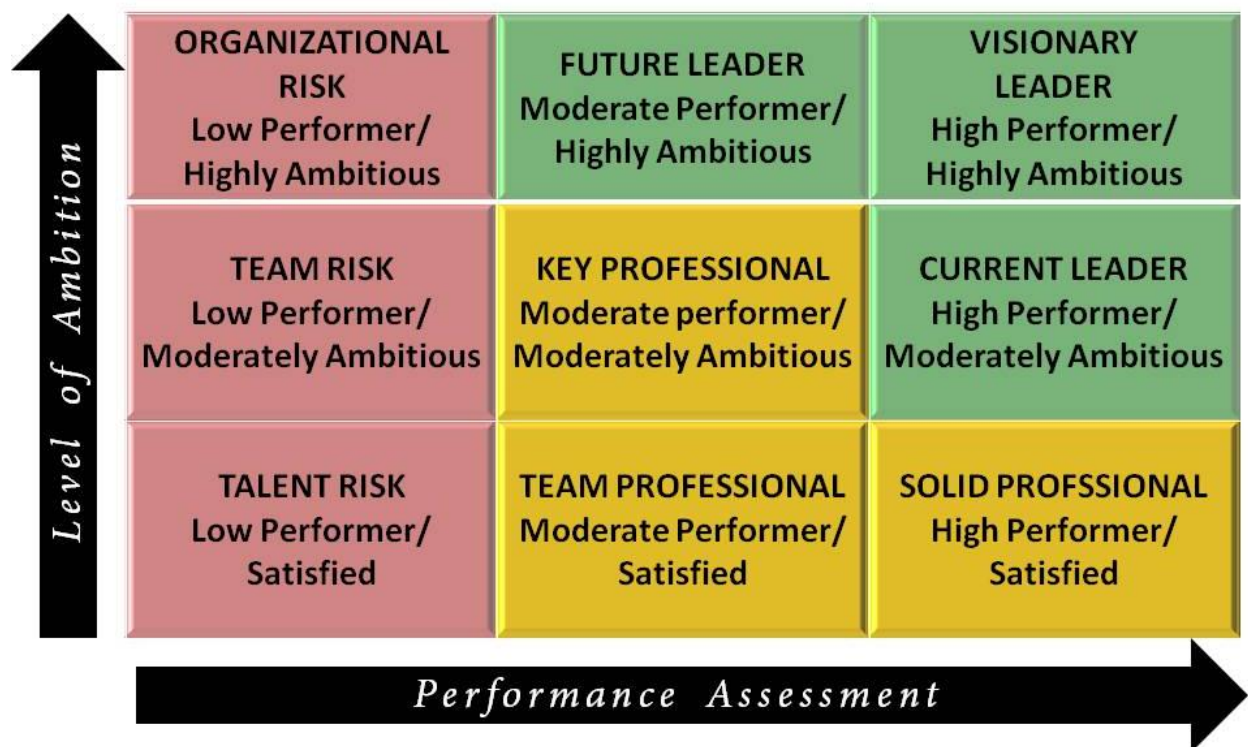 ORGANIZATIONAL
RISK
Low Performer/
Highly Ambitious
FUTURE LEADER
Moderate Performer/
Highly Ambitious
VISIONARY
LEADER
High Performer/
Highly Ambitious
TEAM RISK
Low Performer/
Moderately Ambitious
KEY PROFESSIONAL
Moderate performer/
Moderately Ambitious
CURRENT LEADER
High Performer/
Moderately Ambitious
TALENT RISK
Low Performer/
Satisfied
TEAM PROFESSIONAL
Moderate Performer/
Satisfied
SOLID PROFSSIONAL
High Performer/
Satisfied
Level of Ambition
Performance Assessment